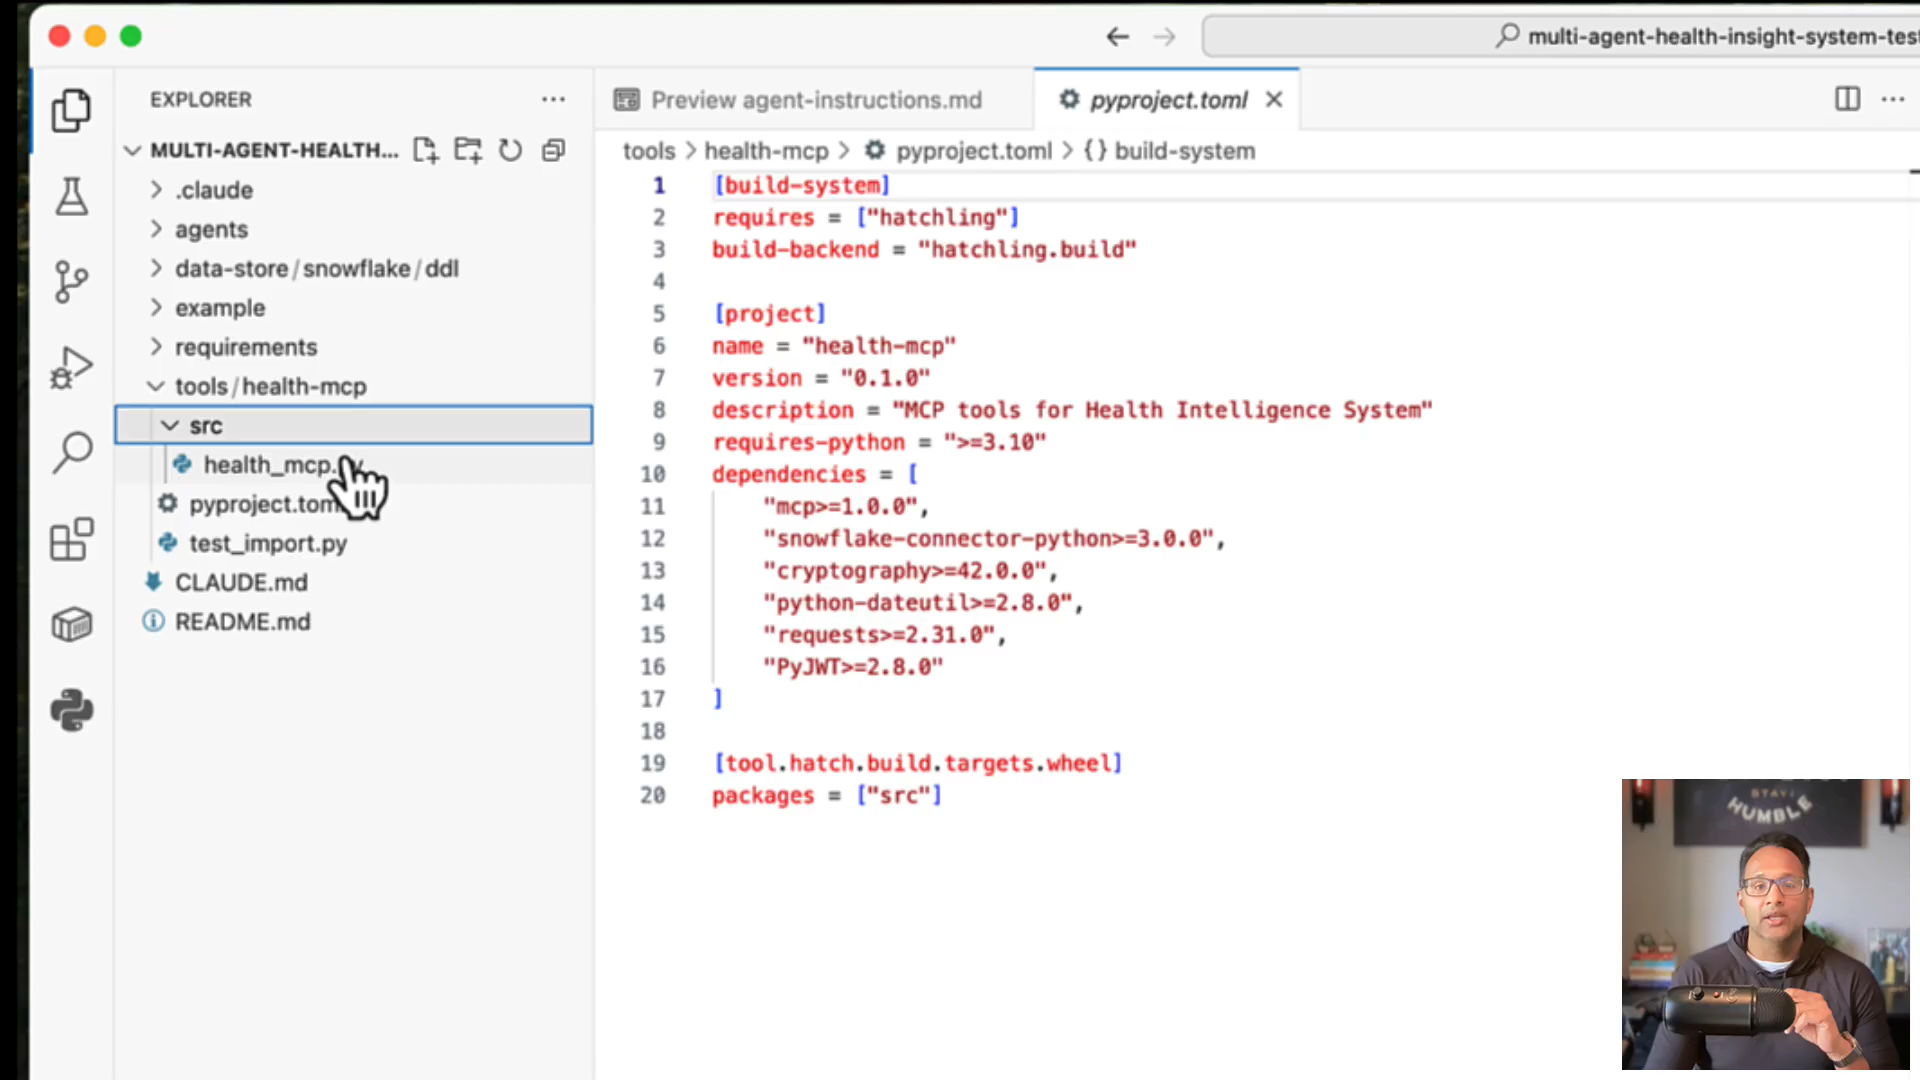 multi-agent-health-insight-system-test
EXPLORER
Preview agent-instructions.md
pyproject.toml
MULTI-AGENT-HEALTH...
tools > health-mcp > pyproject.toml > {} build-system
.claude
agents
data-store/snowflake/ddl
example
requirements
tools/health-mcp
src
health_mcp.
pyproject.tom
test_import.py
CLAUDE.md
README.md
1 [build-system]
2 requires = ["hatchling"]
3 build-backend = "hatchling.build"
4
5 [project]
6 name = "health-mcp"
7 version = "0.1.0"
8 description = "MCP tools for Health Intelligence System"
9 requires-python = ">=3.10"
10 dependencies = [
11 "mcp>=1.0.0",
12 "snowflake-connector-python>=3.0.0",
13 "cryptography>=42.0.0",
14 "python-dateutil>=2.8.0",
15 "requests>=2.31.0",
16 "PyJWT>=2.8.0"
17 ]
18
19 [tool.hatch.build.targets.wheel]
20 packages = ["src"]
STAY
HUMBLE